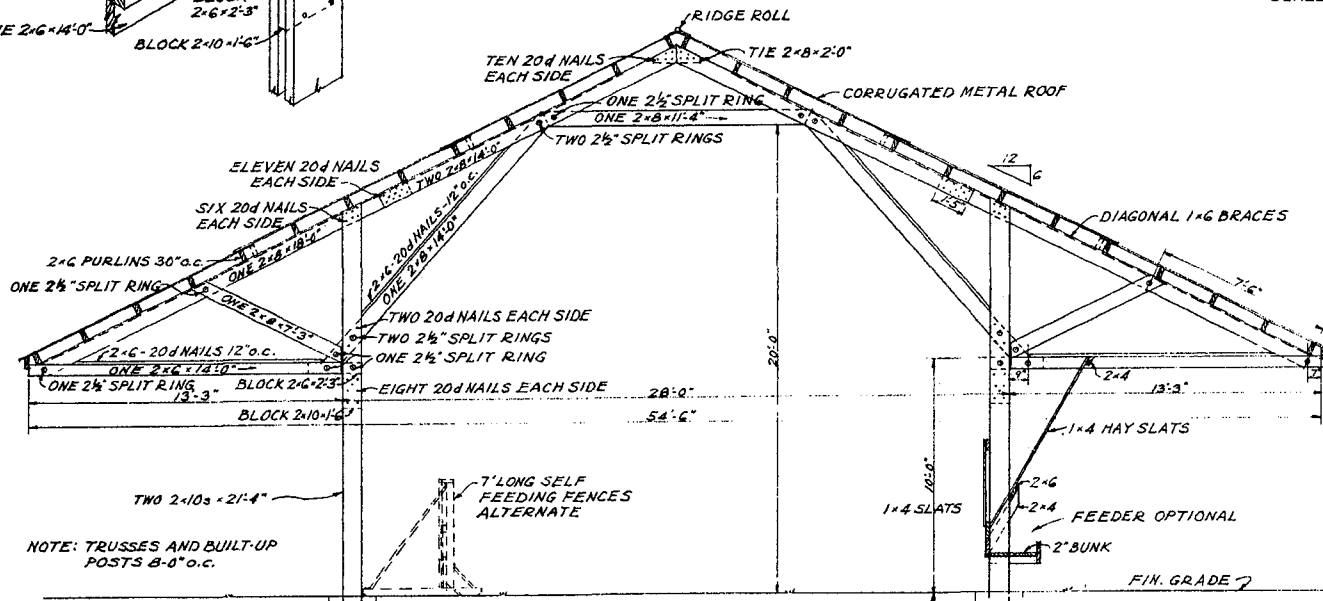 NE 2×6×14'-0"
2×6×2'-3"
BLOCK 2×10×1'-6"
RIDGE ROLL
TEN 20d NAILS
EACH SIDE
TIE 2×8×2'-0"
ONE 2½" SPLIT RING
ONE 2×8×11'-4"
TWO 2½" SPLIT RINGS
CORRUGATED METAL ROOF
ELEVEN 20d NAILS
EACH SIDE
TWO 2×8×14'-0"
SIX 20d NAILS
EACH SIDE
12
6
1'-5"
DIAGONAL 1×6 BRACES
2×6 PURLINS 30" o.c.
ONE 2×8×18'-0"
2×6-20d NAILS-12" o.c.
ONE 2×8×14'-0"
ONE 2½" SPLIT RING
ONE 2×8×7'-3"
7'-6"
TWO 20d NAILS EACH SIDE
TWO 2½" SPLIT RINGS
ONE 2½" SPLIT RING
2×6-20d NAILS 12" o.c.
ONE 2×6×14'-0"
ONE 2½" SPLIT RING
BLOCK 2×6×2'-3"
EIGHT 20d NAILS EACH SIDE
13'-3"
28'-0"
13'-3"
9"
2×4
BLOCK 2×10×1'-6"
54'-6"
20'-0"
10'-0"
1×4 HAY SLATS
TWO 2×10s × 21'-4"
7' LONG SELF
FEEDING FENCES
ALTERNATE
1×4 SLATS
2×6
2×4
FEEDER OPTIONAL
2" BUNK
NOTE: TRUSSES AND BUILT-UP
POSTS 8'-0" o.c.
FIN. GRADE